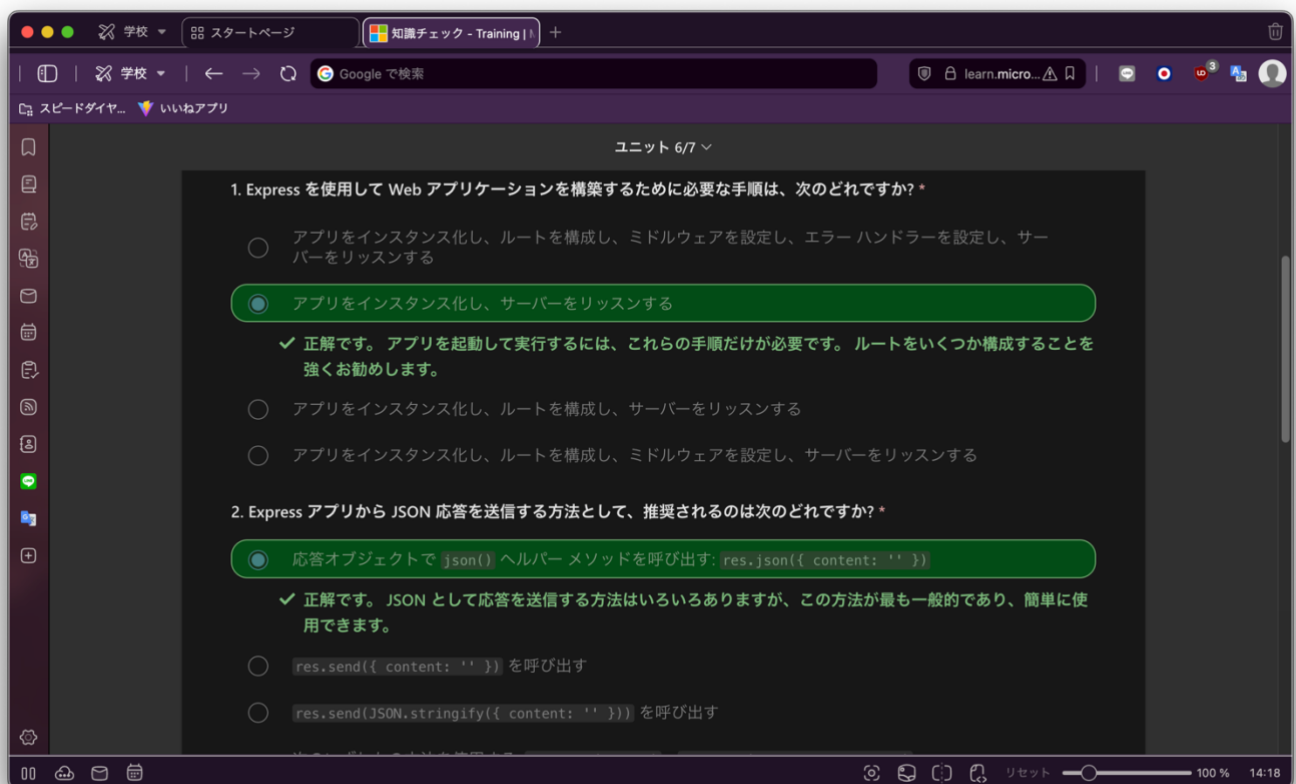 学校
スタートページ
知識チェック - Training |
学校
Google で検索
learn.micro...
3
スピードダイヤ...
いいねアプリ
ユニット 6/7
1. Express を使用して Web アプリケーションを構築するために必要な手順は、次のどれですか? *
アプリをインスタンス化し、ルートを構成し、ミドルウェアを設定し、エラー ハンドラーを設定し、サー
バーをリッスンする
アプリをインスタンス化し、サーバーをリッスンする
正解です。 アプリを起動して実行するには、これらの手順だけが必要です。 ルートをいくつか構成することを
強くお勧めします。
アプリをインスタンス化し、ルートを構成し、サーバーをリッスンする
アプリをインスタンス化し、ルートを構成し、ミドルウェアを設定し、サーバーをリッスンする
2. Express アプリから JSON 応答を送信する方法として、推奨されるのは次のどれですか? *
応答オブジェクトで json() ヘルパー メソッドを呼び出す: res.json({ content: '' })
正解です。 JSON として応答を送信する方法はいろいろありますが、この方法が最も一般的であり、簡単に使
用できます。
res.send({ content: '' }) を呼び出す
res.send(JSON.stringify({ content: '' })) を呼び出す
リセット
100 %
14:18